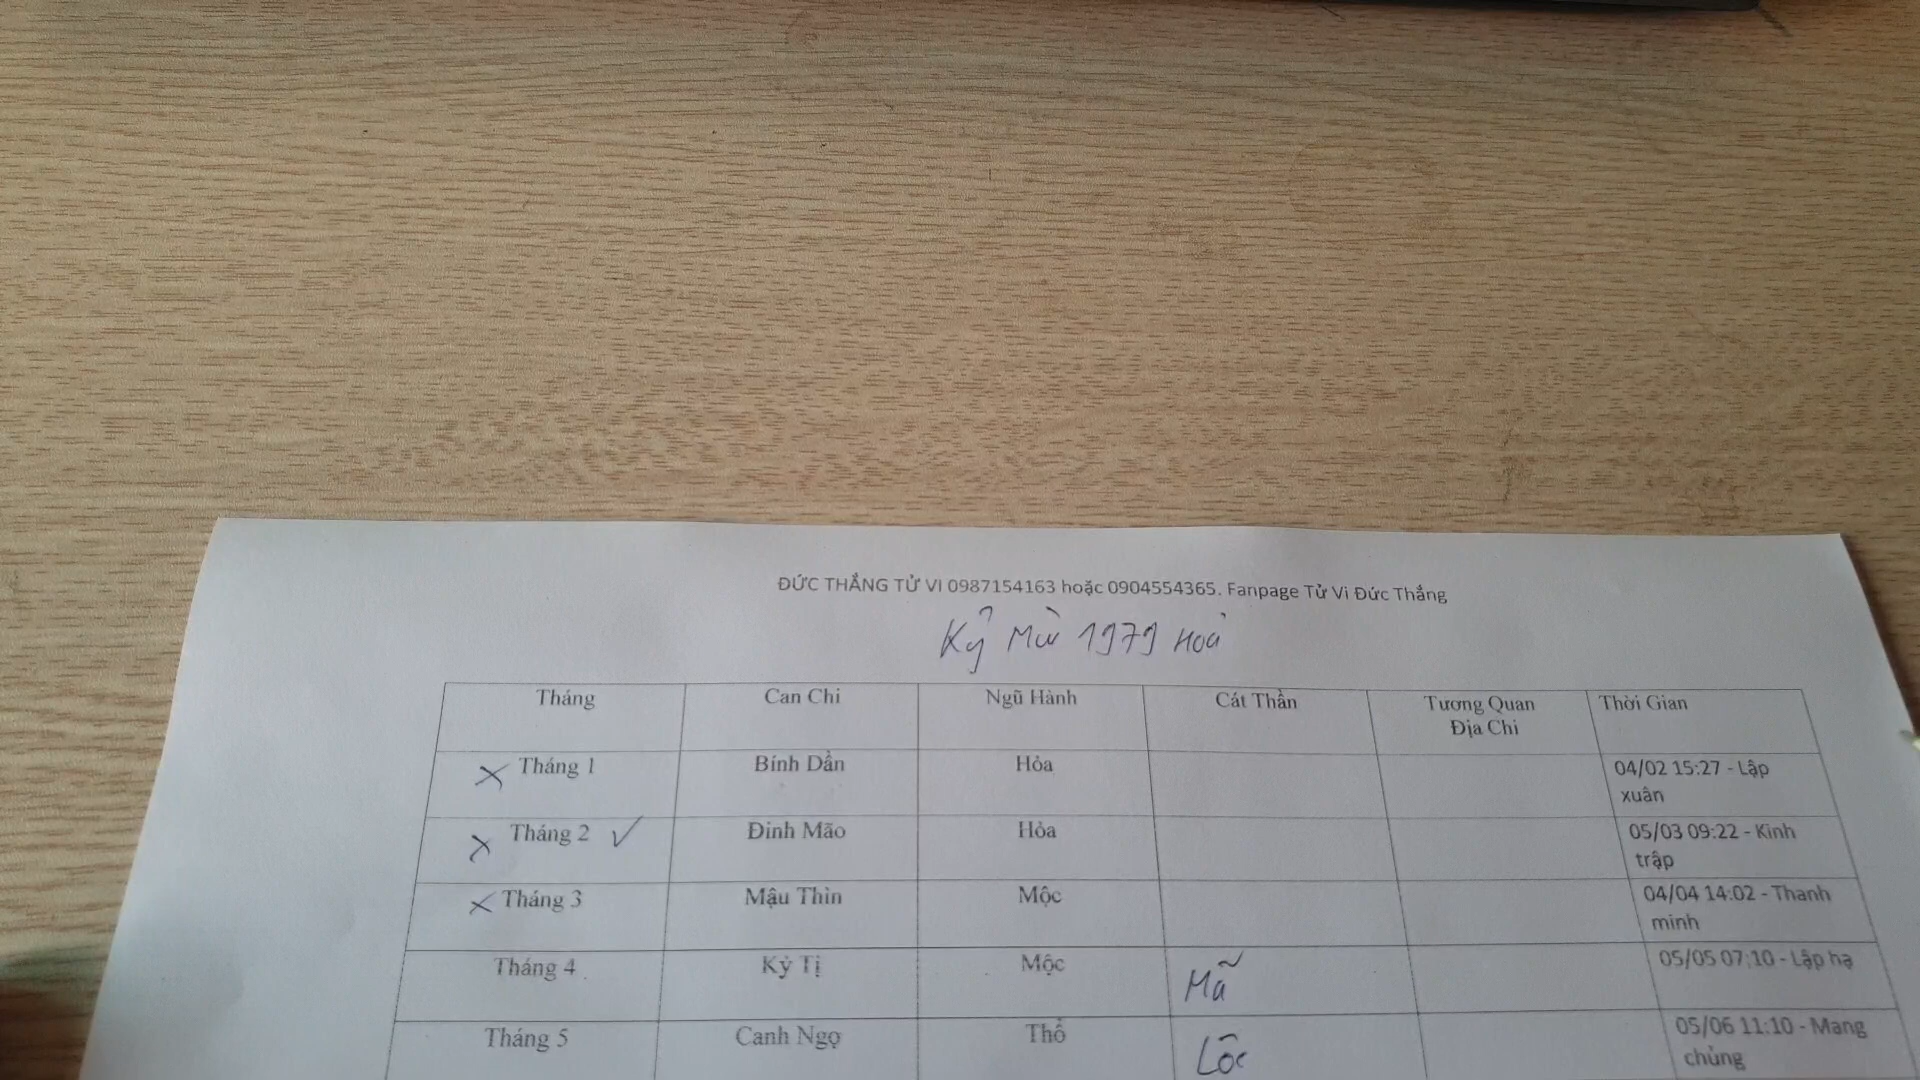 ĐỨC THẮNG TỬ VI 0987154163 hoặc 0904554365. Fanpage Tử Vi Đức Thắng
Kỷ Mùi 1979 Hoả
Tháng Can Chi Ngũ Hành Cát Thần Tương Quan Địa Chi Thời Gian
Tháng 1 Bính Dần Hỏa 04/02 15:27 - Lập xuân
Tháng 2 ✓ Đinh Mão Hỏa 05/03 09:22 - Kinh trập
Tháng 3 Mậu Thìn Mộc 04/04 14:02 - Thanh minh
Tháng 4 Kỷ Tị Mộc Mã 05/05 07:10 - Lập hạ
Tháng 5 Canh Ngọ Thổ Lộc 05/06 11:10 - Mang chủng